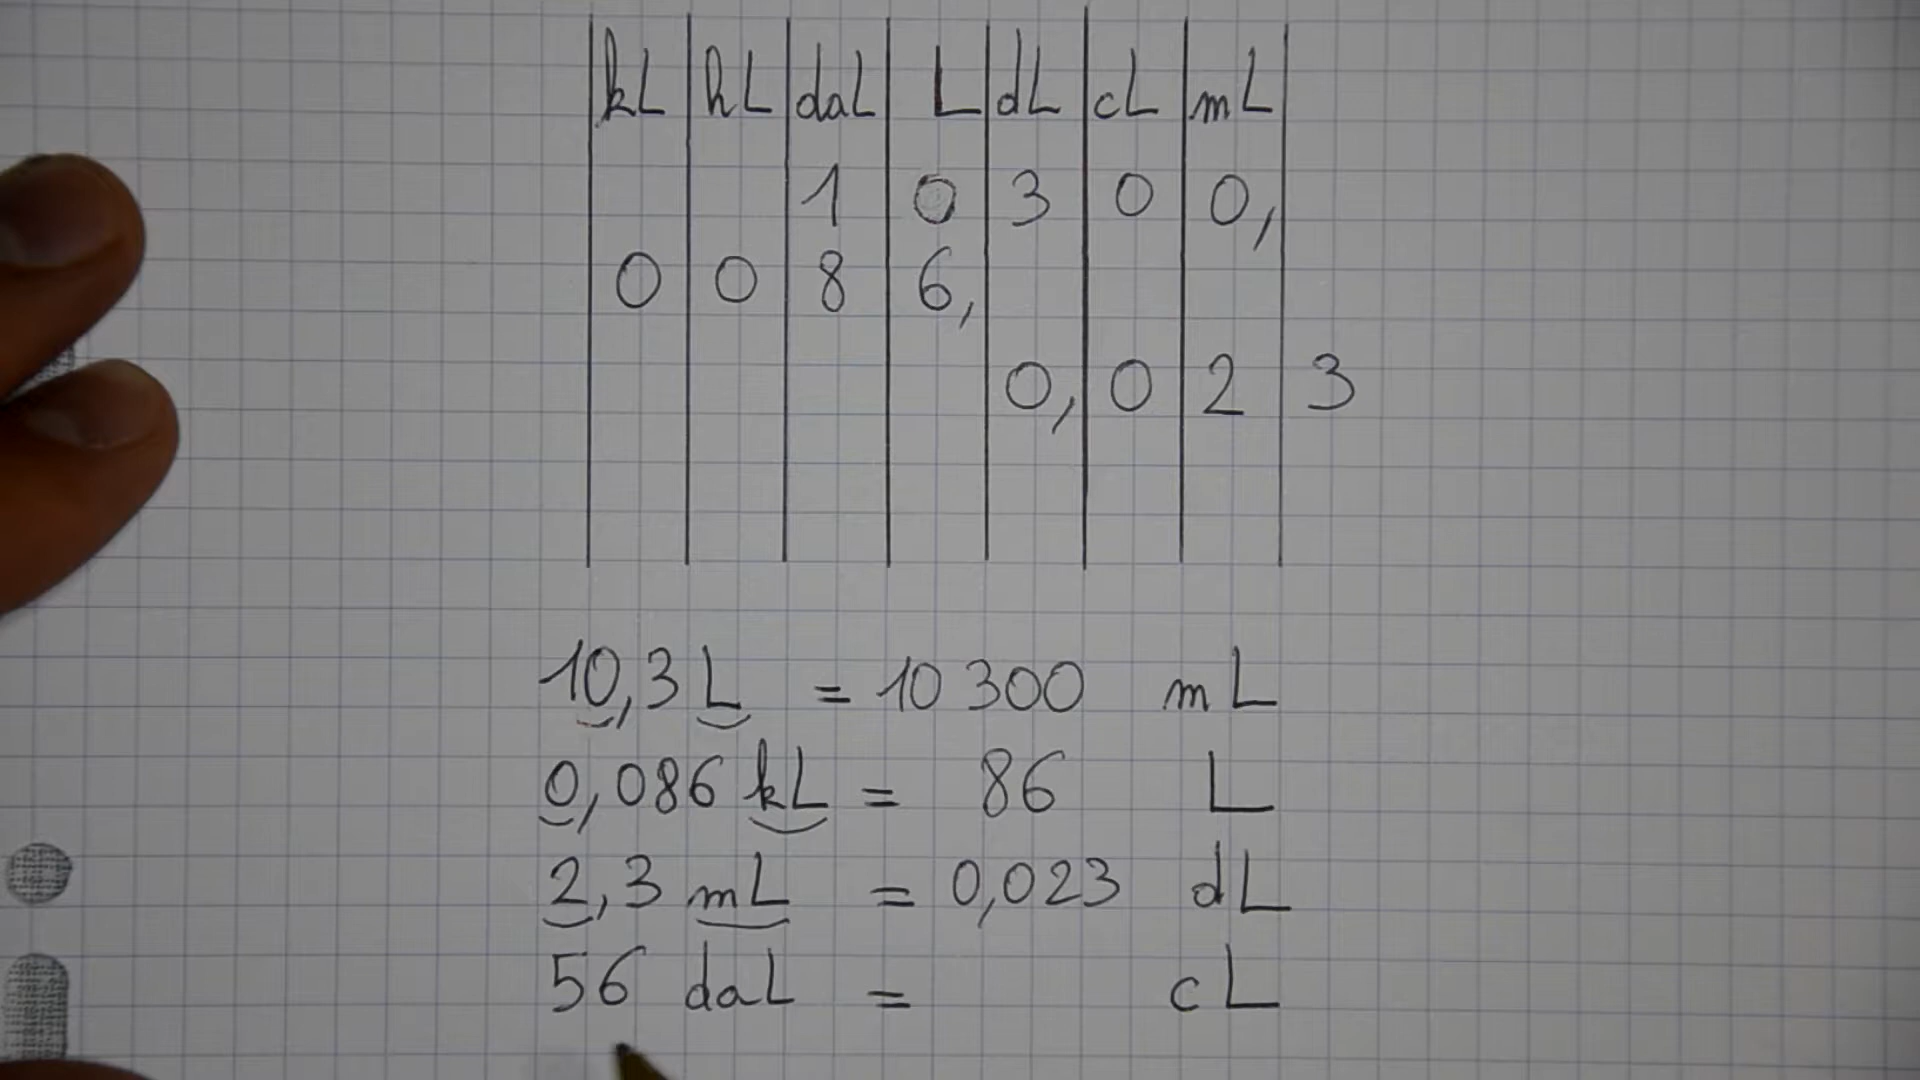 kL hL daL L dL cL mL
1 0 3 0 0,
0 0 8 6,
0, 0 2 3
10,3 L = 10 300 mL
0,086 kL = 86 L
2,3 mL = 0,023 dL
56 daL = cL